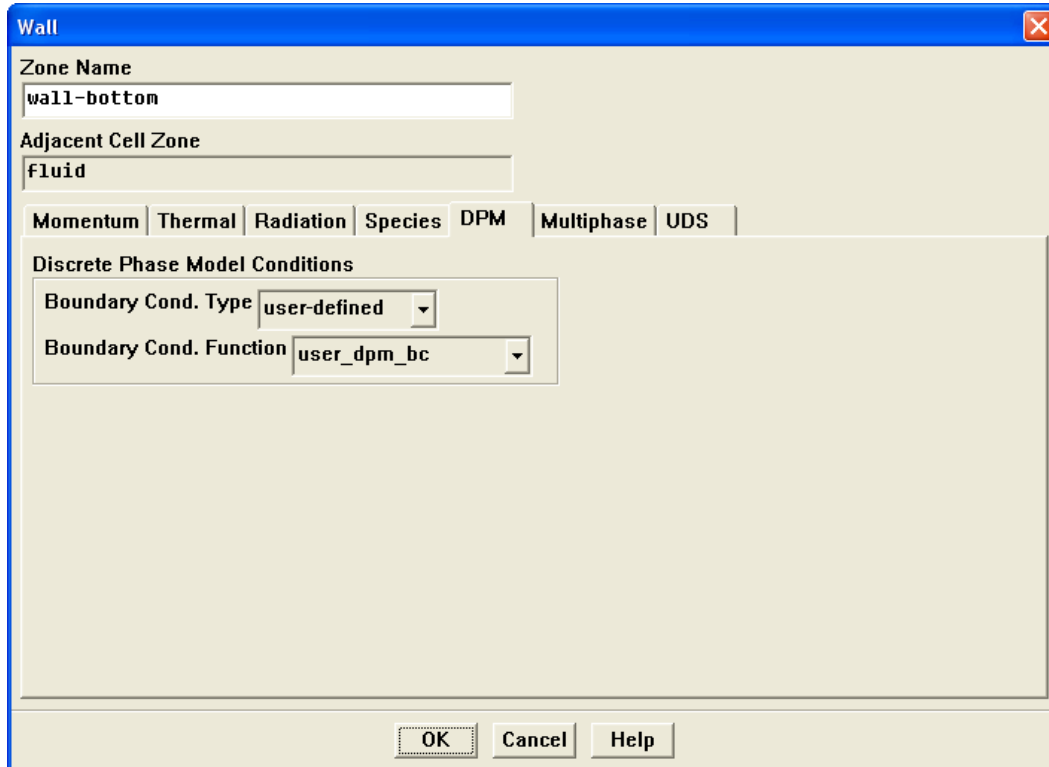 Wall
Zone Name
wall-bottom
Adjacent Cell Zone
fluid
Momentum Thermal Radiation Species DPM Multiphase UDS
Discrete Phase Model Conditions
Boundary Cond. Type user-defined
Boundary Cond. Function user_dpm_bc
OK Cancel Help